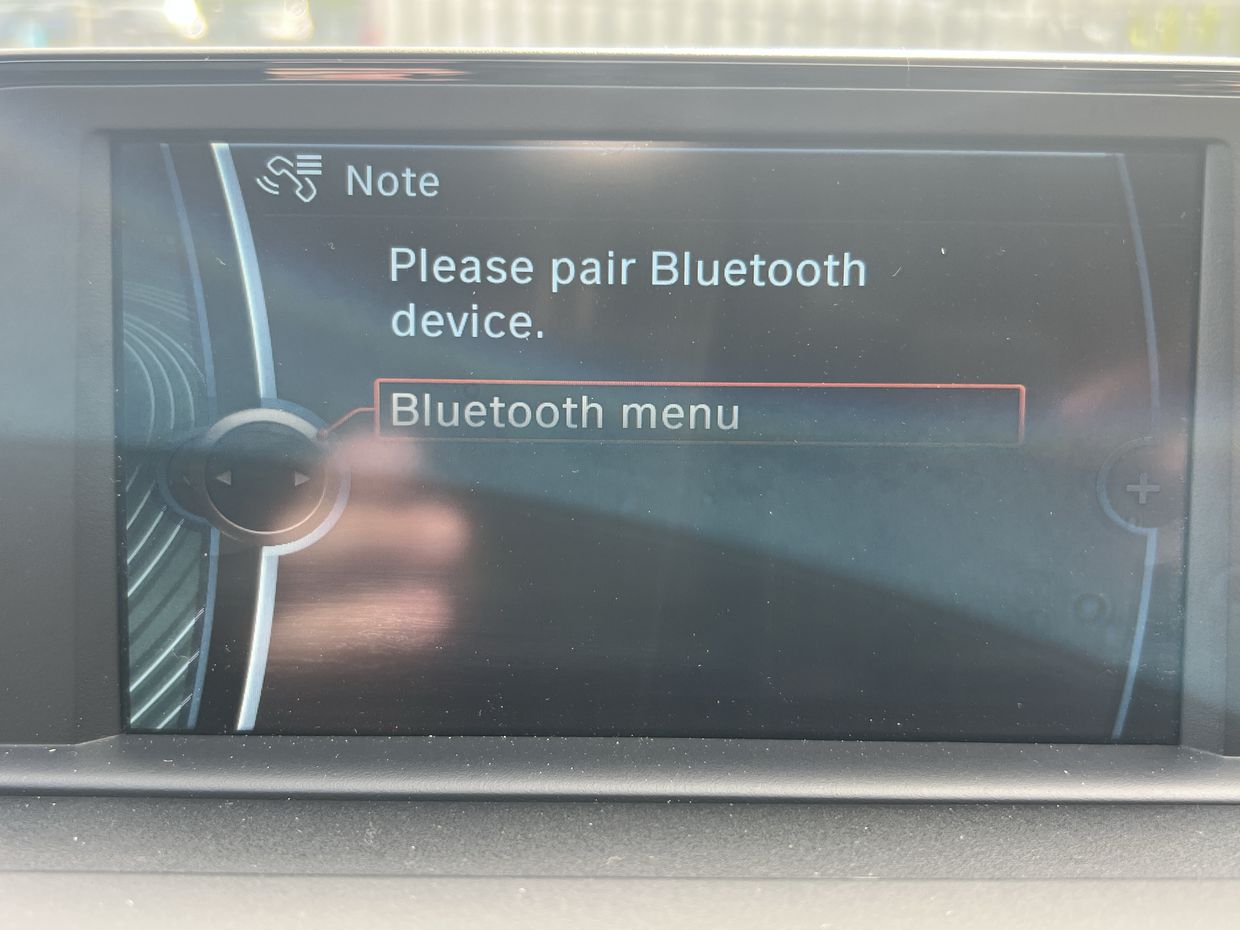 Note
Please pair Bluetooth
device.
Bluetooth menu